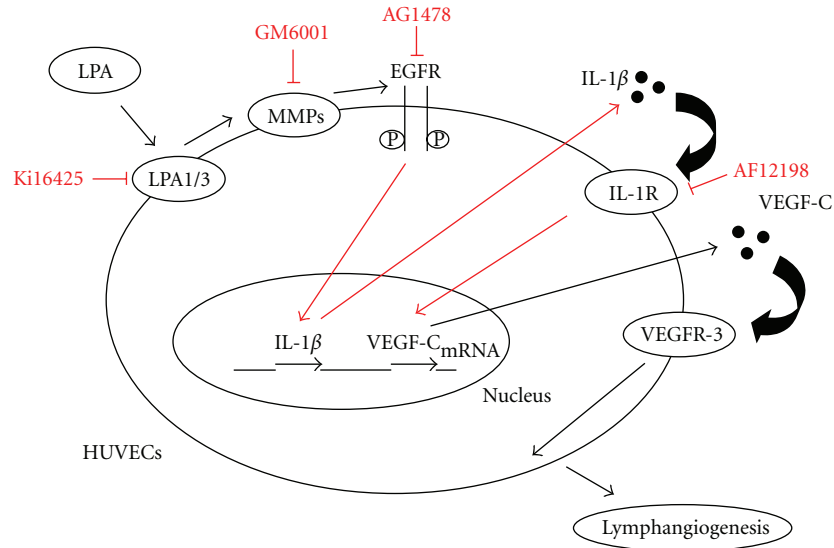 AG1478
GM6001
LPA
EGFR
IL-1β
MMPs
P
P
Ki16425
LPA1/3
AF12198
IL-1R
VEGF-C
IL-1β
VEGF-C mRNA
VEGFR-3
Nucleus
HUVECs
Lymphangiogenesis